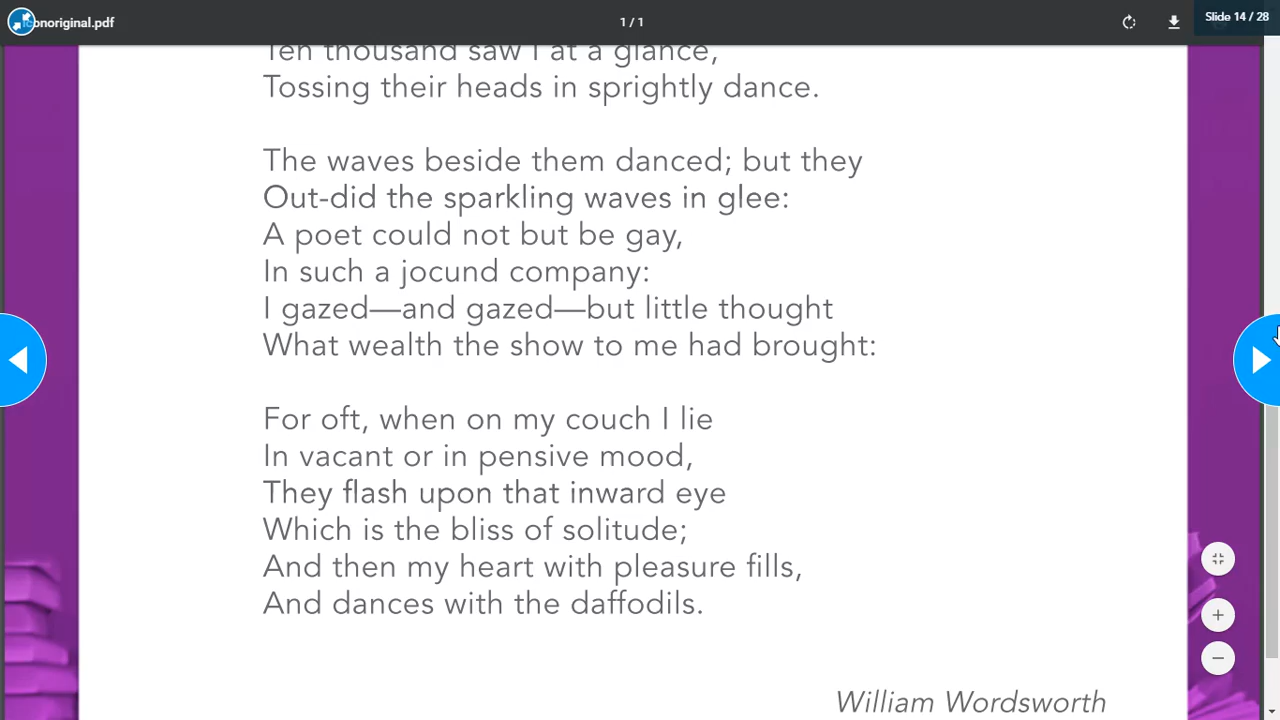 onoriginal.pdf
1 / 1
Slide 14 / 28
Ten thousand saw I at a glance,
Tossing their heads in sprightly dance.
The waves beside them danced; but they
Out-did the sparkling waves in glee:
A poet could not but be gay,
In such a jocund company:
I gazed—and gazed—but little thought
What wealth the show to me had brought:
For oft, when on my couch I lie
In vacant or in pensive mood,
They flash upon that inward eye
Which is the bliss of solitude;
And then my heart with pleasure fills,
And dances with the daffodils.
William Wordsworth